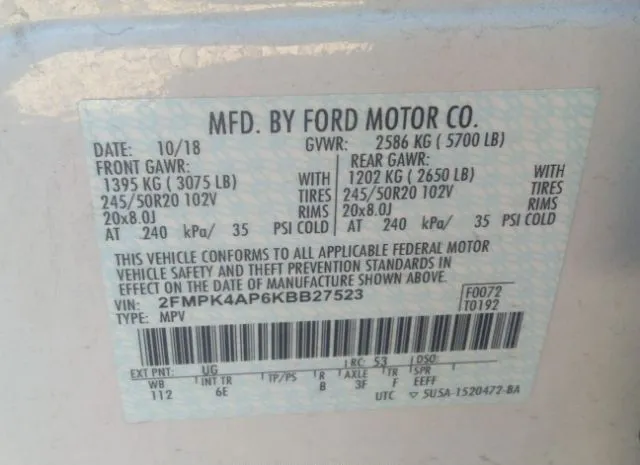 MFD. BY FORD MOTOR CO.
DATE: 10/18 GVWR: 2586 KG ( 5700 LB)
FRONT GAWR: REAR GAWR:
1395 KG ( 3075 LB) WITH 1202 KG ( 2650 LB) WITH
245/50R20 102V TIRES 245/50R20 102V TIRES
20x8.0J RIMS 20x8.0J RIMS
AT 240 kPa/ 35 PSI COLD AT 240 kPa/ 35 PSI COLD
THIS VEHICLE CONFORMS TO ALL APPLICABLE FEDERAL MOTOR
VEHICLE SAFETY AND THEFT PREVENTION STANDARDS IN
EFFECT ON THE DATE OF MANUFACTURE SHOWN ABOVE.
VIN: 2FMPK4AP6KBB27523 F0072
TYPE: MPV T0192
EXT PNT: UG RC: 53 DSO:
WB INT TR TP/PS R AXLE TR SPR
112 6E B 3F F EEFF
UTC ▽ 5U5A-1520472-BA